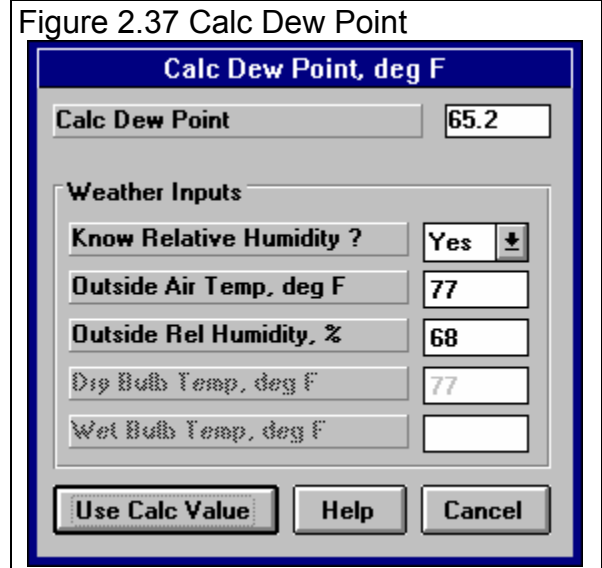 Figure 2.37 Calc Dew Point
Calc Dew Point, deg F
Calc Dew Point 65.2
Weather Inputs
Know Relative Humidity ? Yes
Outside Air Temp, deg F 77
Outside Rel Humidity, % 68
Dry Bulb Temp, deg F 77
Wet Bulb Temp, deg F
Use Calc Value Help Cancel